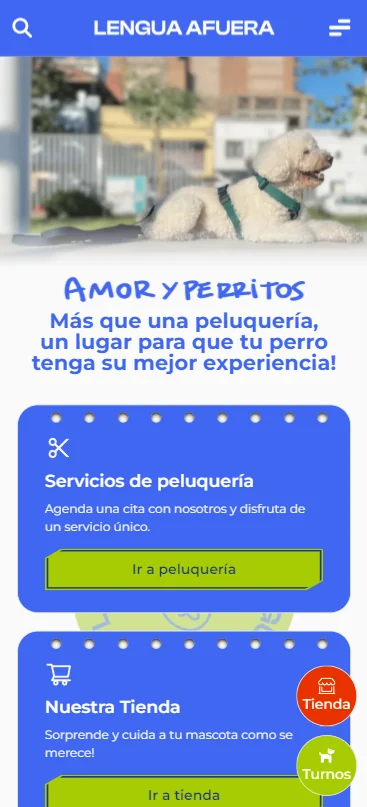 LENGUA AFUERA
AMOR Y PERRITOS
Más que una peluquería,
un lugar para que tu perro
tenga su mejor experiencia!
Servicios de peluquería
Agenda una cita con nosotros y disfruta de
un servicio único.
Ir a peluquería
Nuestra Tienda
Sorprende y cuida a tu mascota como se
merece!
Ir a tienda
Tienda
Turnos